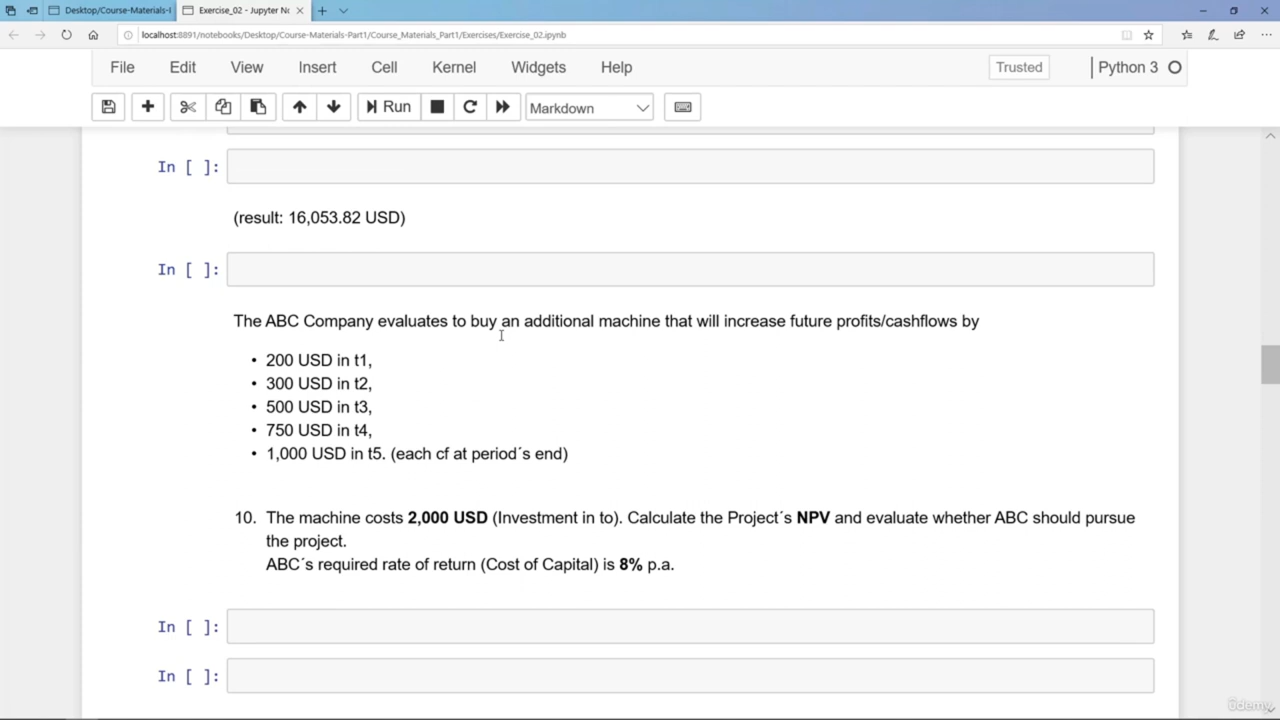 Desktop/Course-Materials-I
Exercise_02 - Jupyter No
localhost:8891/notebooks/Desktop/Course-Materials-Part1/Course_Materials_Part1/Exercises/Exercise_02.ipynb
File Edit View Insert Cell Kernel Widgets Help Trusted Python 3
Run Markdown
In [ ]:
(result: 16,053.82 USD)
In [ ]:
The ABC Company evaluates to buy an additional machine that will increase future profits/cashflows by
• 200 USD in t1,
• 300 USD in t2,
• 500 USD in t3,
• 750 USD in t4,
• 1,000 USD in t5. (each cf at period´s end)
10. The machine costs 2,000 USD (Investment in to). Calculate the Project´s NPV and evaluate whether ABC should pursue
the project.
ABC´s required rate of return (Cost of Capital) is 8% p.a.
In [ ]:
In [ ]:
ûdemy